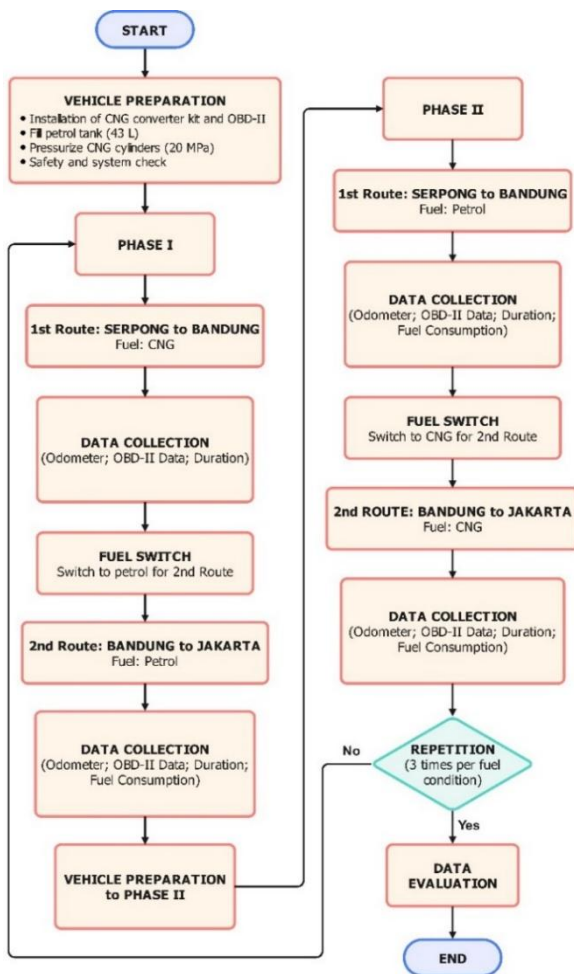 START
VEHICLE PREPARATION
• Installation of CNG converter kit and OBD-II
• Fill petrol tank (43 L)
• Pressurize CNG cylinders (20 MPa)
• Safety and system check
PHASE I
1st Route: SERPONG to BANDUNG
Fuel: CNG
DATA COLLECTION
(Odometer; OBD-II Data; Duration)
FUEL SWITCH
Switch to petrol for 2nd Route
2nd Route: BANDUNG to JAKARTA
Fuel: Petrol
DATA COLLECTION
(Odometer; OBD-II Data; Duration;
Fuel Consumption)
VEHICLE PREPARATION
to PHASE II
PHASE II
1st Route: SERPONG to BANDUNG
Fuel: Petrol
DATA COLLECTION
(Odometer; OBD-II Data; Duration;
Fuel Consumption)
FUEL SWITCH
Switch to CNG for 2nd Route
2nd ROUTE: BANDUNG to JAKARTA
Fuel: CNG
DATA COLLECTION
(Odometer; OBD-II Data; Duration;
Fuel Consumption)
REPETITION
(3 times per fuel
condition)
No
Yes
DATA
EVALUATION
END